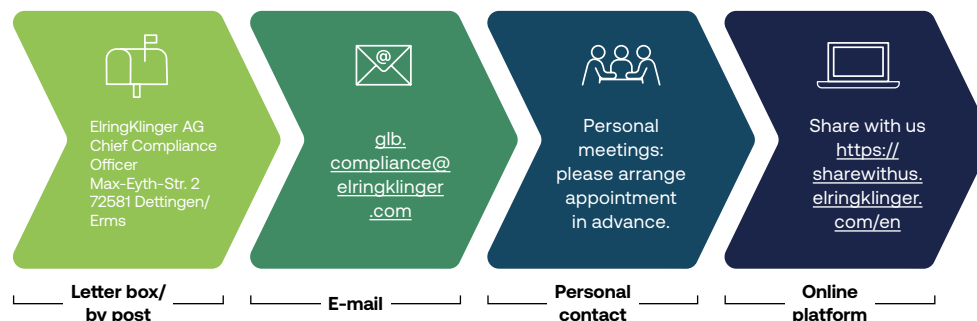 @
ElringKlinger AG
Chief Compliance
Officer
Max-Eyth-Str. 2
72581 Dettingen/
Erms
glb.
compliance@
elringklinger
.com
Personal
meetings:
please arrange
appointment
in advance.
Share with us
https://
sharewithus.
elringklinger.
com/en
Letter box/
by post
E-mail
Personal
contact
Online
platform